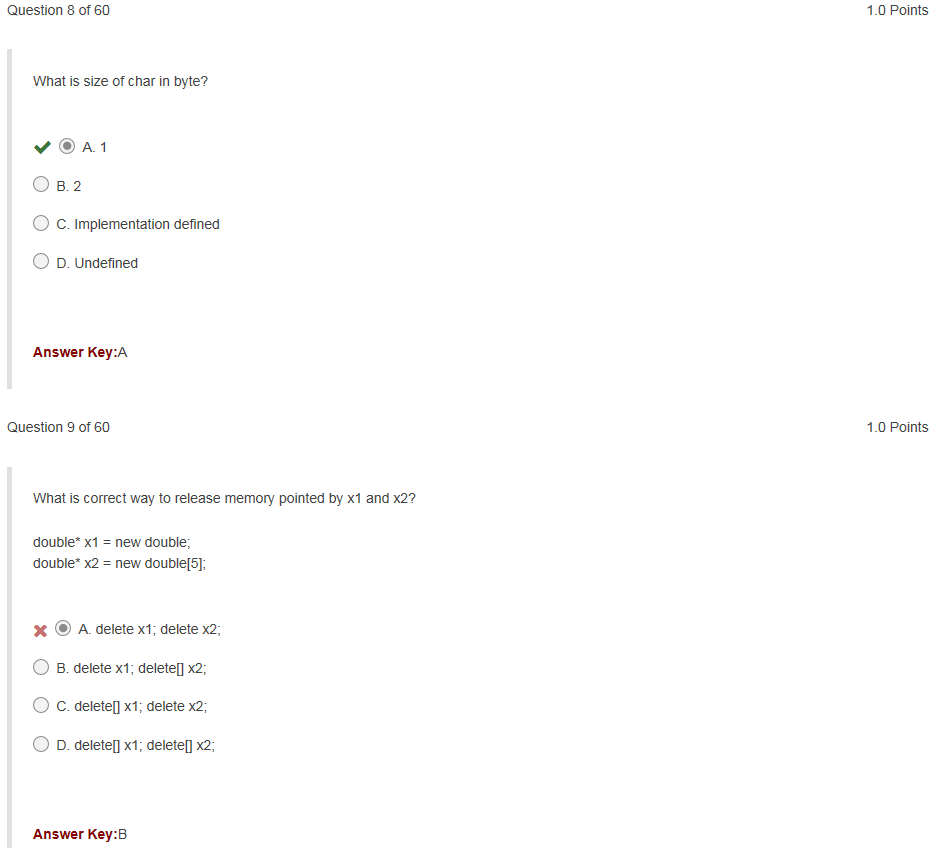 Question 8 of 60 1.0 Points
What is size of char in byte?
A. 1
B. 2
C. Implementation defined
D. Undefined
Answer Key:A
Question 9 of 60 1.0 Points
What is correct way to release memory pointed by x1 and x2?
double* x1 = new double;
double* x2 = new double[5];
A. delete x1; delete x2;
B. delete x1; delete[] x2;
C. delete[] x1; delete x2;
D. delete[] x1; delete[] x2;
Answer Key:B